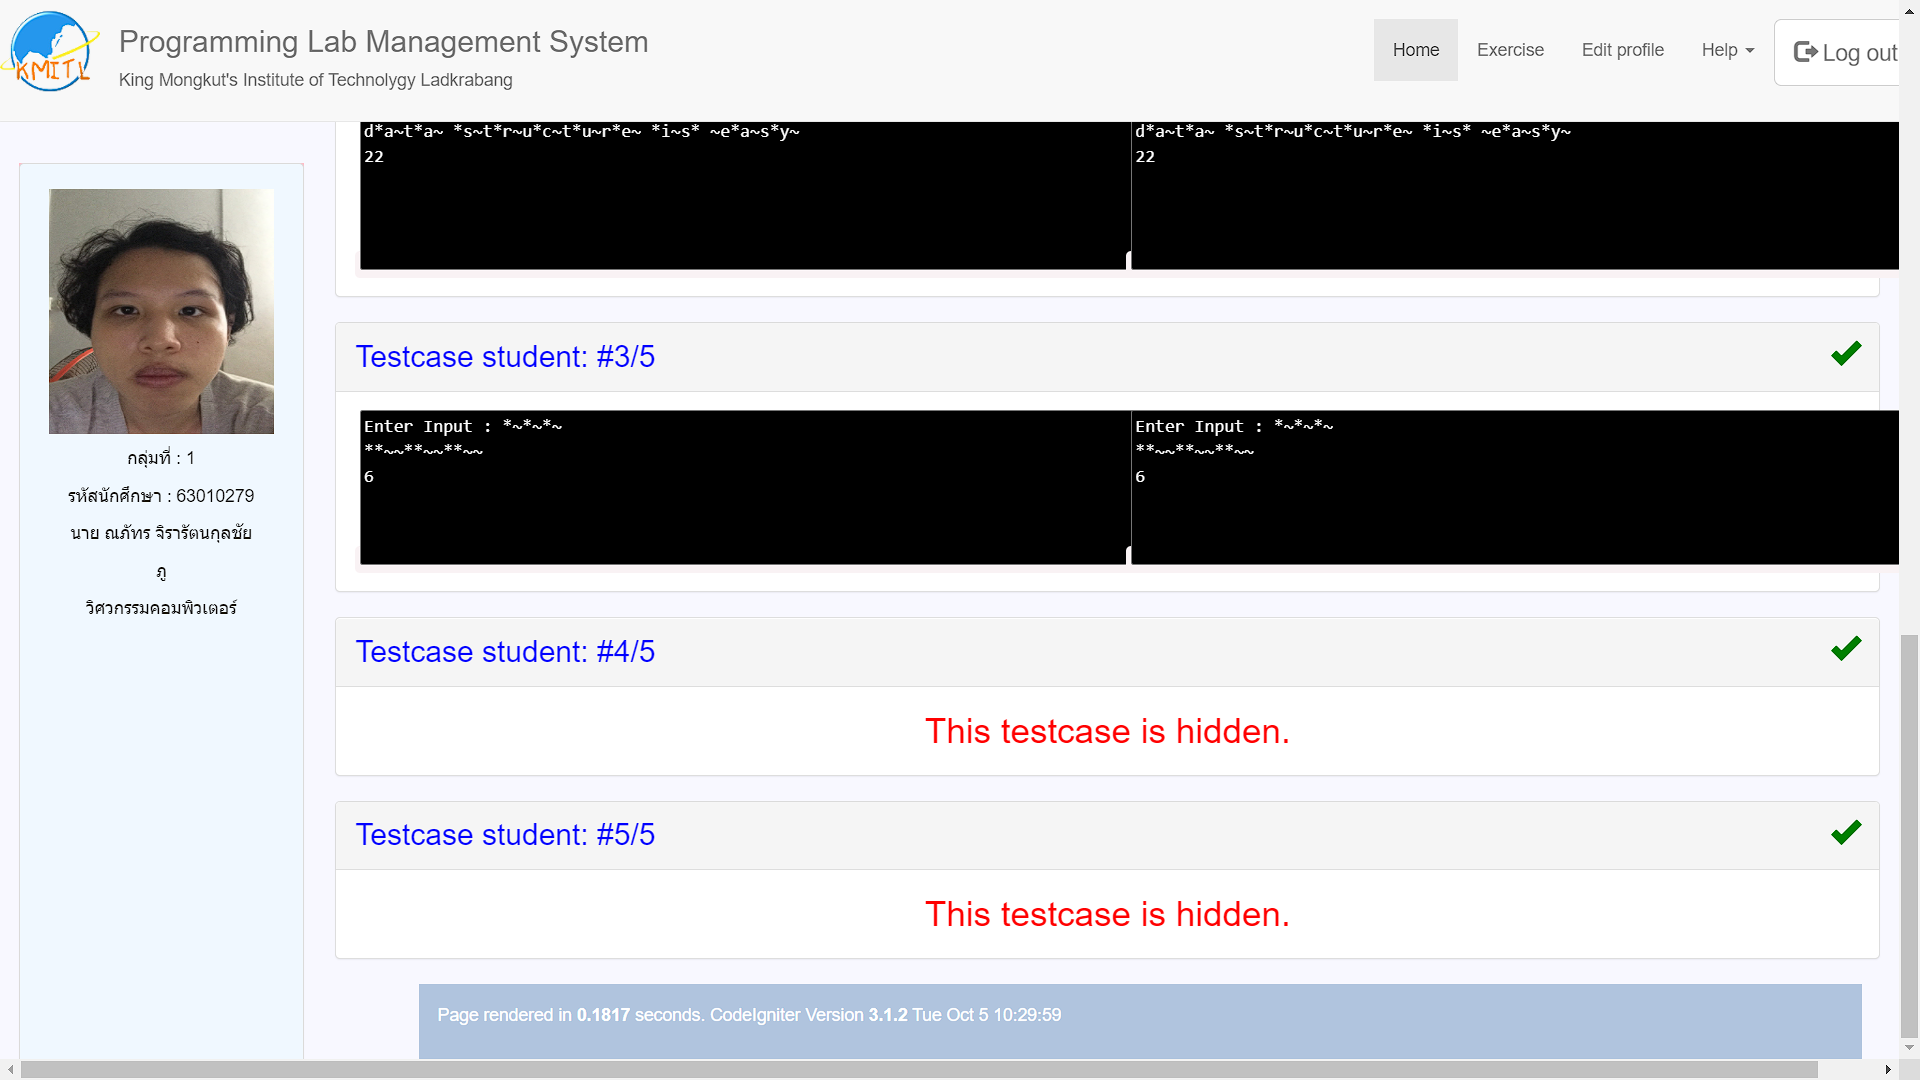 KMITL
Programming Lab Management System
King Mongkut's Institute of Technolygy Ladkrabang
Home
Exercise
Edit profile
Help
Log out
กลุ่มที่ : 1
รหัสนักศึกษา : 63010279
นาย ณภัทร จิรารัตนกุลชัย
ภู
วิศวกรรมคอมพิวเตอร์
d*a~t*a~ *s~t*r~u*c~t*u~r*e~ *i~s* ~e*a~s*y~
22
d*a~t*a~ *s~t*r~u*c~t*u~r*e~ *i~s* ~e*a~s*y~
22
Testcase student: #3/5
Enter Input : *~*~*~
**~~**~~**~~
6
Enter Input : *~*~*~
**~~**~~**~~
6
Testcase student: #4/5
This testcase is hidden.
Testcase student: #5/5
This testcase is hidden.
Page rendered in 0.1817 seconds. CodeIgniter Version 3.1.2 Tue Oct 5 10:29:59